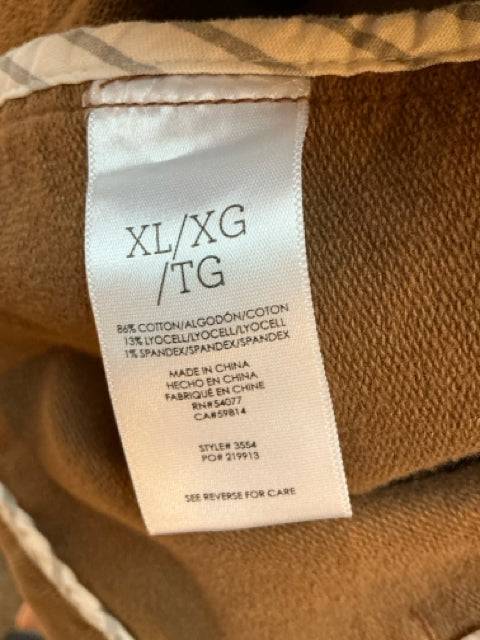 XL/XG
/TG
86% COTTON/ALGODÓN/COTON
13% LYOCELL/LYOCELL/LYOCELL
1% SPANDEX/SPANDEX/SPANDEX
MADE IN CHINA
HECHO EN CHINA
FABRIQUÉ EN CHINE
RN# 54077
CA#59814
STYLE# 3554
PO# 219913
SEE REVERSE FOR CARE